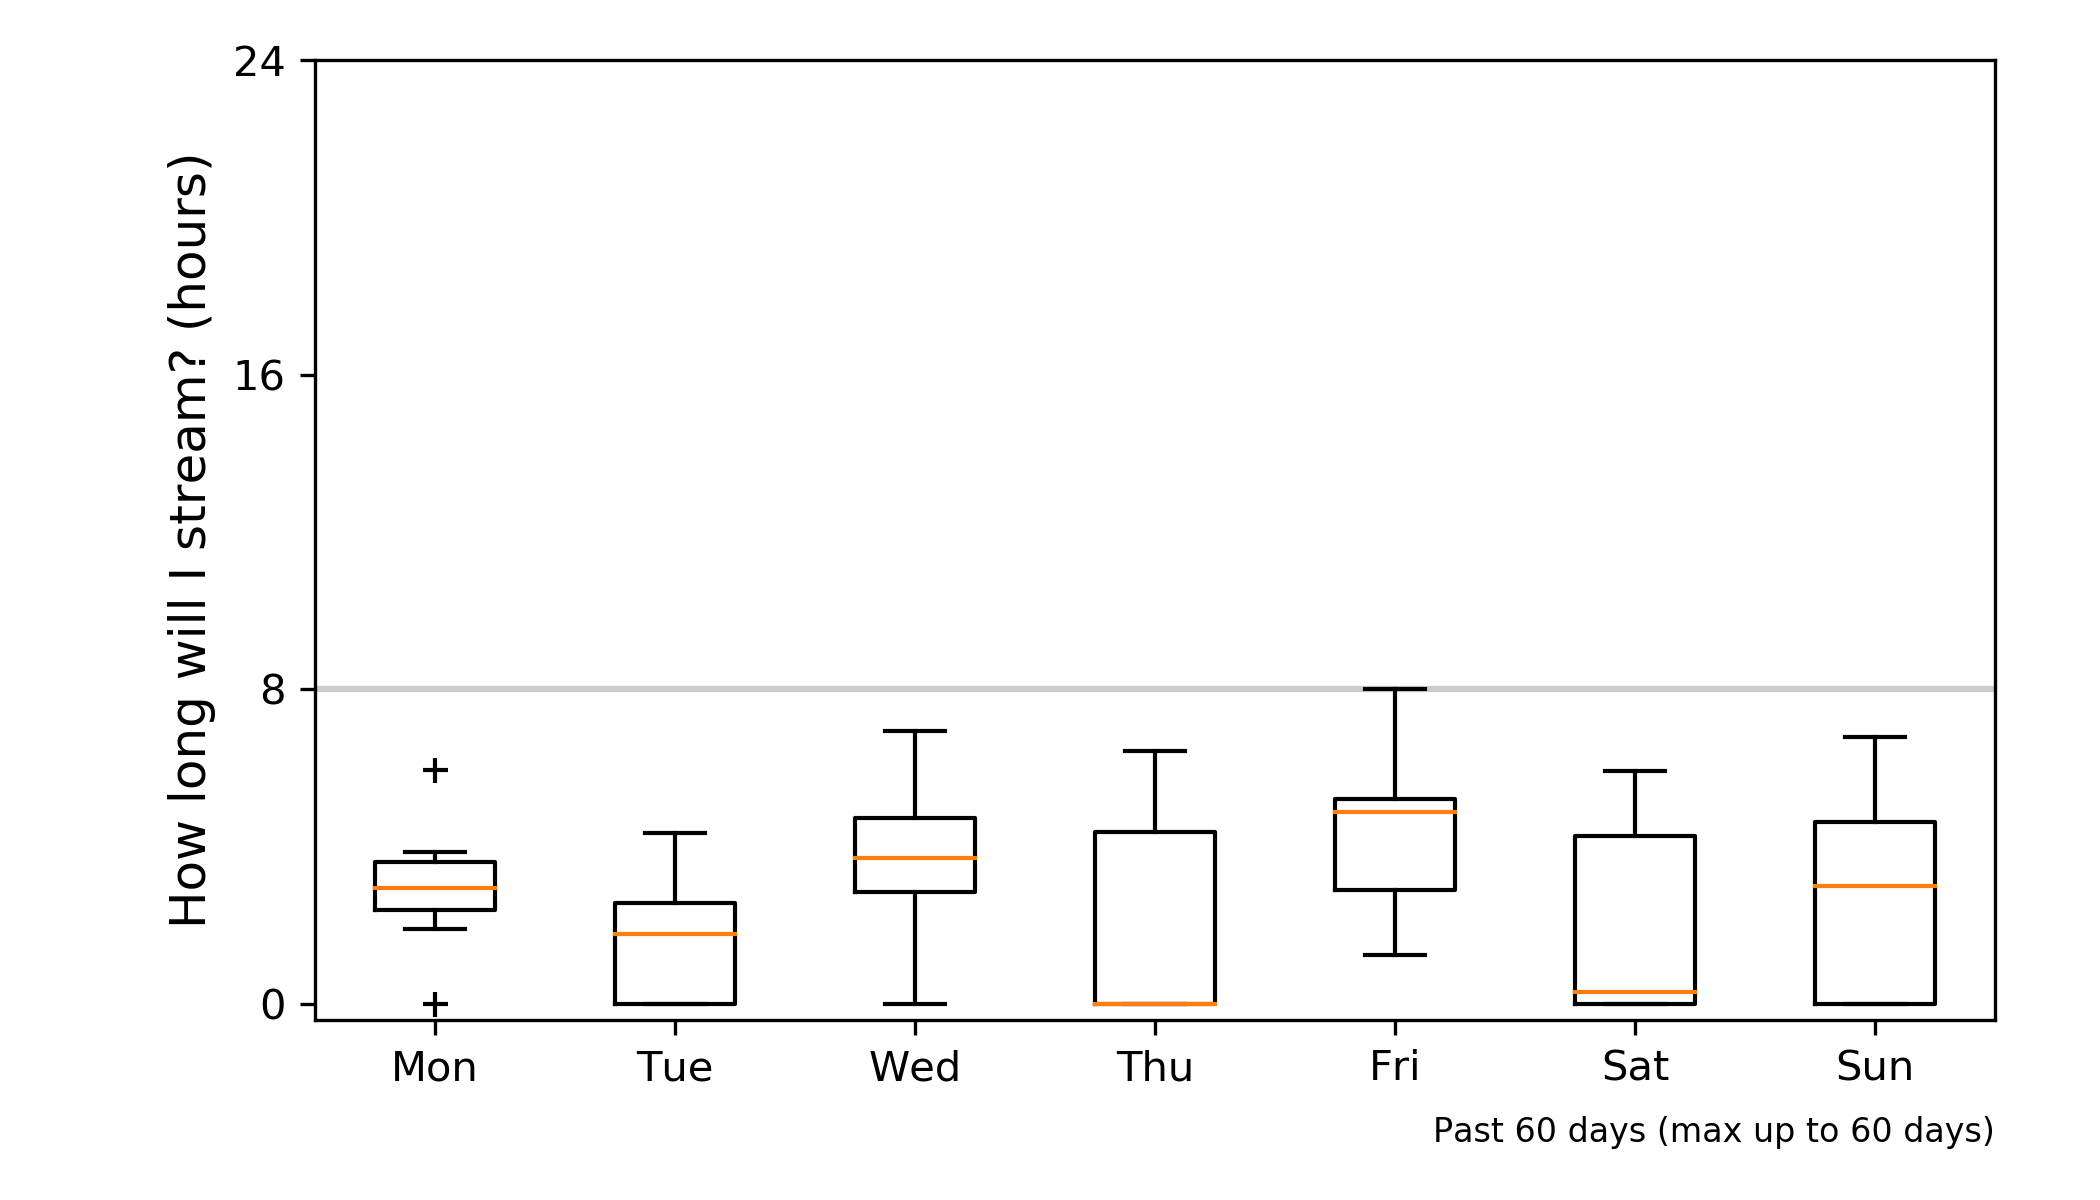 How long will I stream? (hours)
24
16
8
0
Mon Tue Wed Thu Fri Sat Sun
Past 60 days (max up to 60 days)